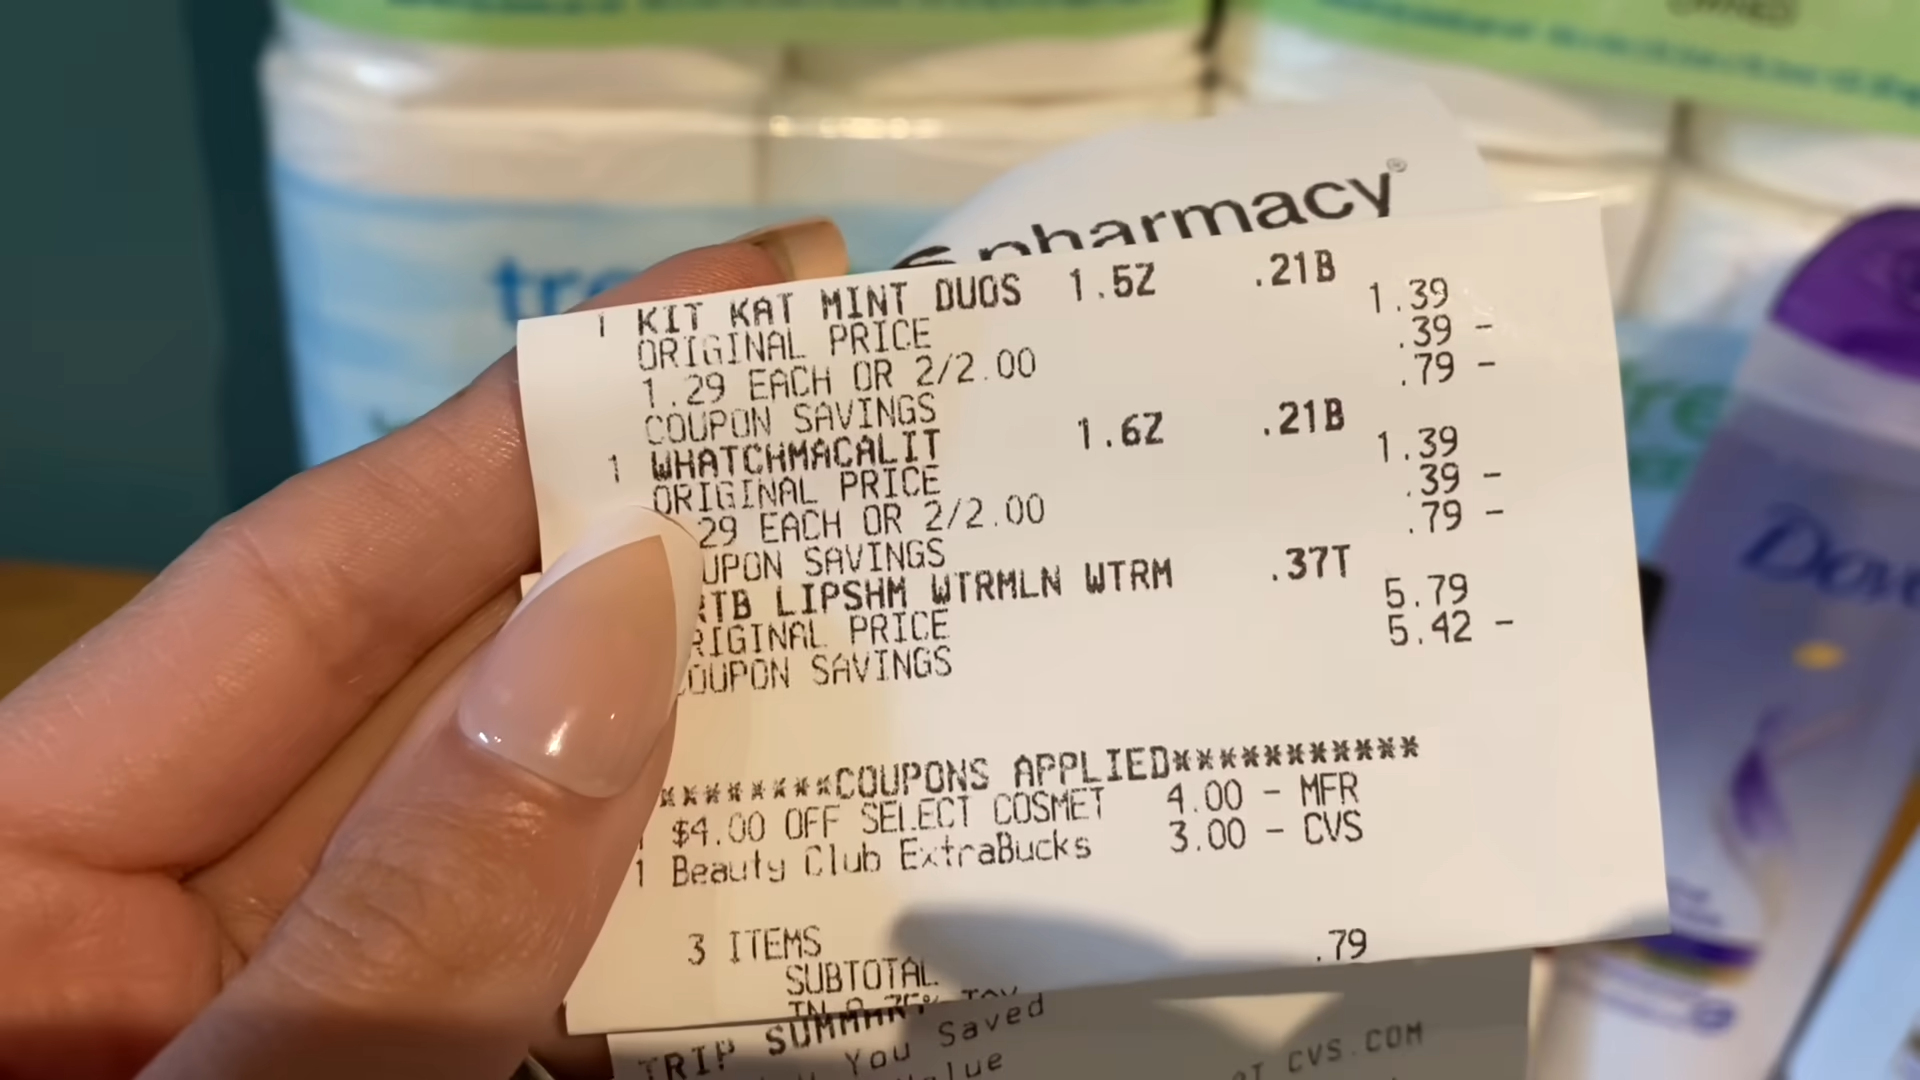 pharmacy®
1 KIT KAT MINT DUOS 1.5Z .21B
ORIGINAL PRICE 1.39
1.29 EACH OR 2/2.00 .39 -
COUPON SAVINGS .79 -
1 WHATCHMACALIT 1.6Z .21B
ORIGINAL PRICE 1.39
29 EACH OR 2/2.00 .39 -
UPON SAVINGS .79 -
RTB LIPSHM WTRMLN WTRM .37T
RIGINAL PRICE 5.79
COUPON SAVINGS 5.42 -
********COUPONS APPLIED***********
$4.00 OFF SELECT COSMET 4.00 - MFR
1 Beauty Club ExtraBucks 3.00 - CVS
3 ITEMS
SUBTOTAL .79
TRIP SUMMARY
You Saved
CVS.COM
Dove
OWNED
tre